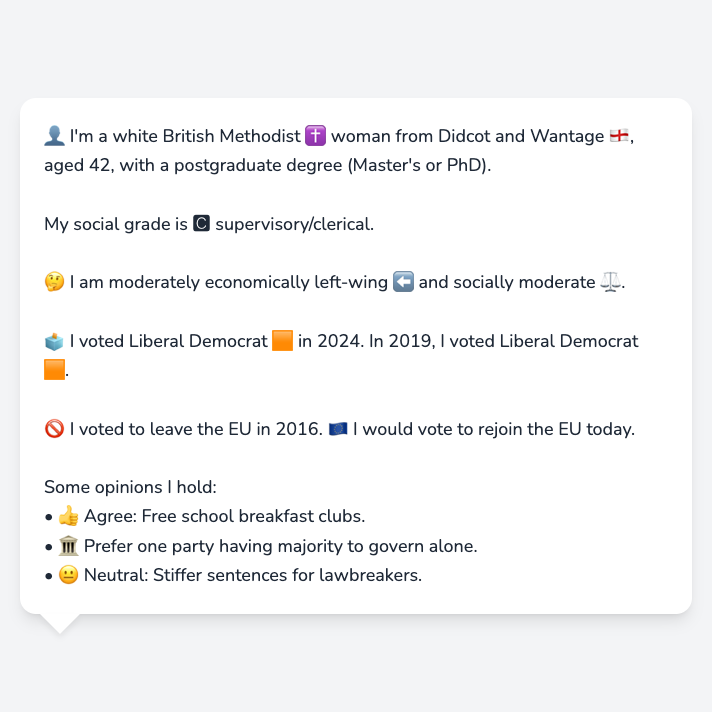 👤 I'm a white British Methodist ✝️ woman from Didcot and Wantage 🏴󠁧󠁢󠁥󠁮󠁧󠁿,
aged 42, with a postgraduate degree (Master's or PhD).
My social grade is 🅲 supervisory/clerical.
🤔 I am moderately economically left-wing ⬅️ and socially moderate ⚖️.
🗳️ I voted Liberal Democrat 🟧 in 2024. In 2019, I voted Liberal Democrat
🟧.
🚫 I voted to leave the EU in 2016. 🇪🇺 I would vote to rejoin the EU today.
Some opinions I hold:
• 👍 Agree: Free school breakfast clubs.
• 🏛️ Prefer one party having majority to govern alone.
• 😐 Neutral: Stiffer sentences for lawbreakers.